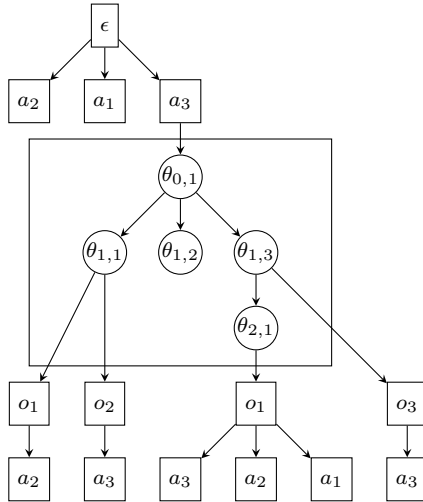 ϵ
a₂ a₁ a₃
θ₀,₁
θ₁,₁ θ₁,₂ θ₁,₃
θ₂,₁
o₁ o₂ o₁ o₃
a₂ a₃ a₃ a₂ a₁ a₃